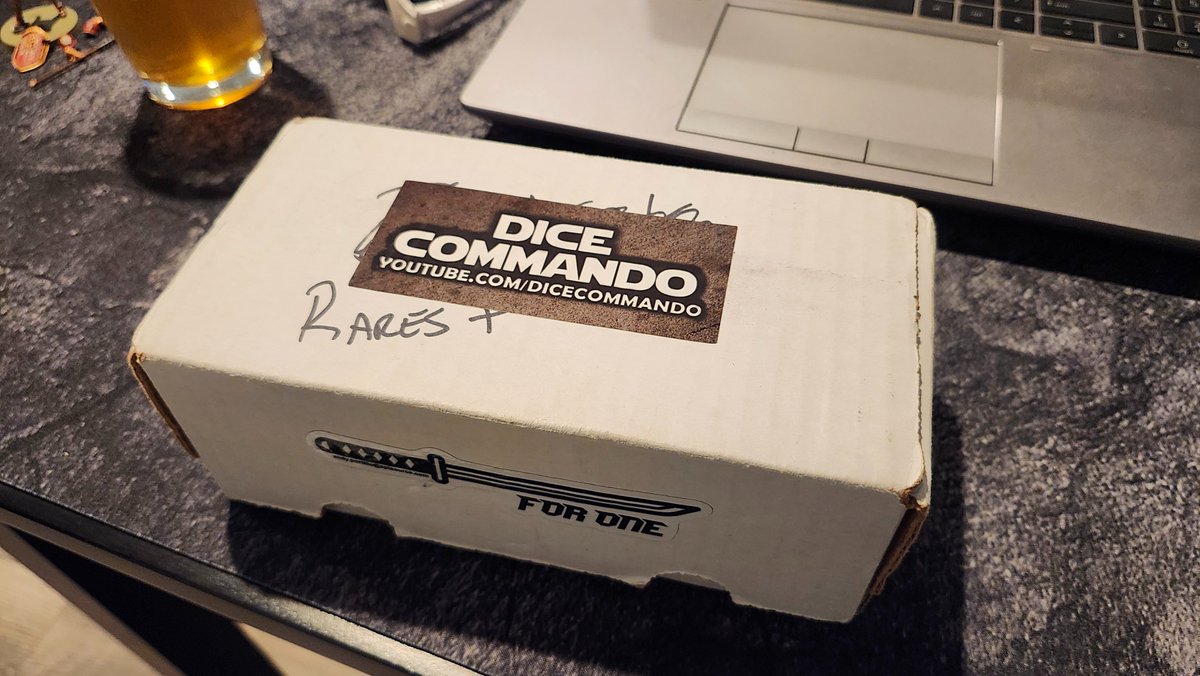 DICE
COMMANDO
YOUTUBE.COM/DICECOMMANDO
RARES +
FOR ONE